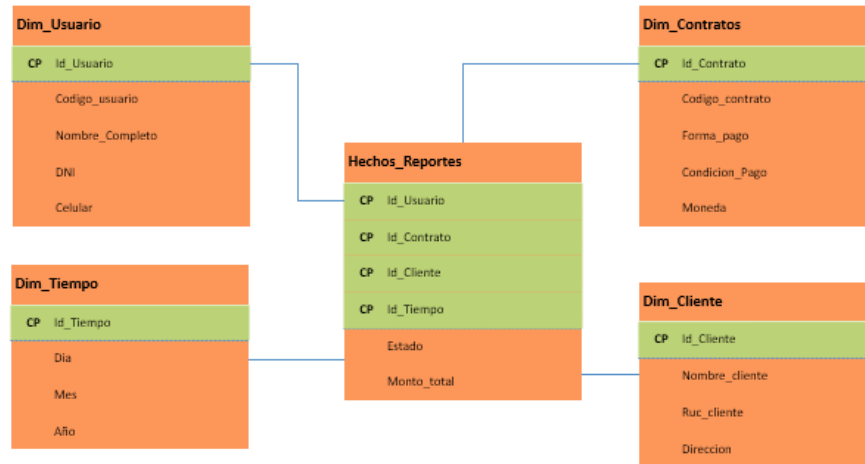 Dim_Usuario
CP Id_Usuario
Codigo_usuario
Nombre_Completo
DNI
Celular
Dim_Contratos
CP Id_Contrato
Codigo_contrato
Forma_pago
Condicion_Pago
Moneda
Hechos_Reportes
CP Id_Usuario
CP Id_Contrato
CP Id_Cliente
CP Id_Tiempo
Estado
Monto_total
Dim_Tiempo
CP Id_Tiempo
Dia
Mes
Año
Dim_Cliente
CP Id_Cliente
Nombre_cliente
Ruc_cliente
Direccion